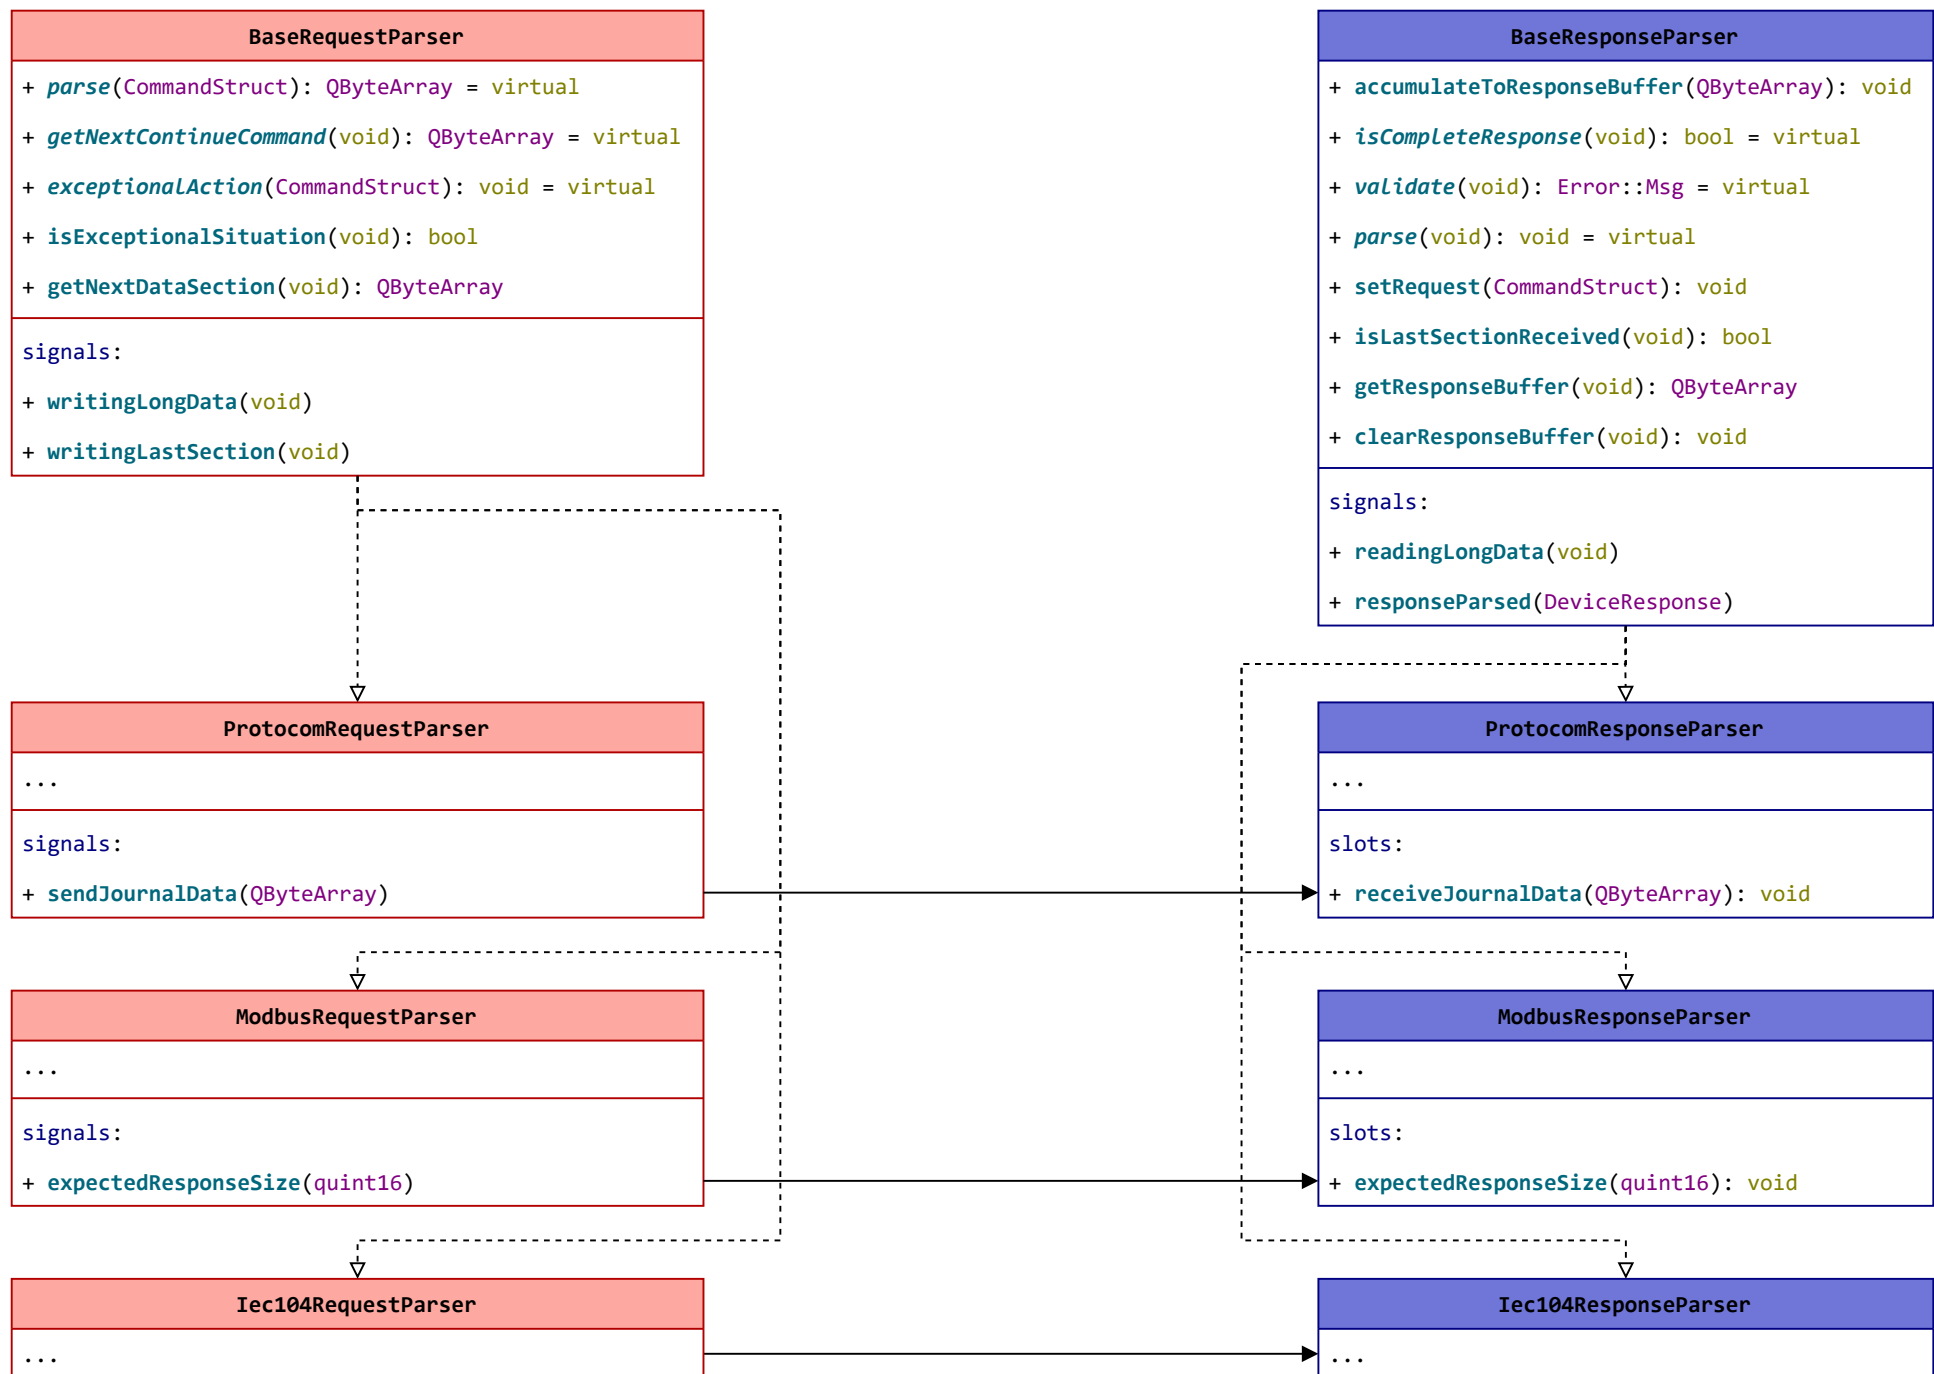 BaseRequestParser
+ parse(CommandStruct): QByteArray = virtual
+ getNextContinueCommand(void): QByteArray = virtual
+ exceptionalAction(CommandStruct): void = virtual
+ isExceptionalSituation(void): bool
+ getNextDataSection(void): QByteArray
signals:
+ writingLongData(void)
+ writingLastSection(void)
BaseResponseParser
+ accumulateToResponseBuffer(QByteArray): void
+ isCompleteResponse(void): bool = virtual
+ validate(void): Error::Msg = virtual
+ parse(void): void = virtual
+ setRequest(CommandStruct): void
+ isLastSectionReceived(void): bool
+ getResponseBuffer(void): QByteArray
+ clearResponseBuffer(void): void
signals:
+ readingLongData(void)
+ responseParsed(DeviceResponse)
ProtocomRequestParser
...
signals:
+ sendJournalData(QByteArray)
ProtocomResponseParser
...
slots:
+ receiveJournalData(QByteArray): void
ModbusRequestParser
...
signals:
+ expectedResponseSize(quint16)
ModbusResponseParser
...
slots:
+ expectedResponseSize(quint16): void
Iec104RequestParser
...
Iec104ResponseParser
...